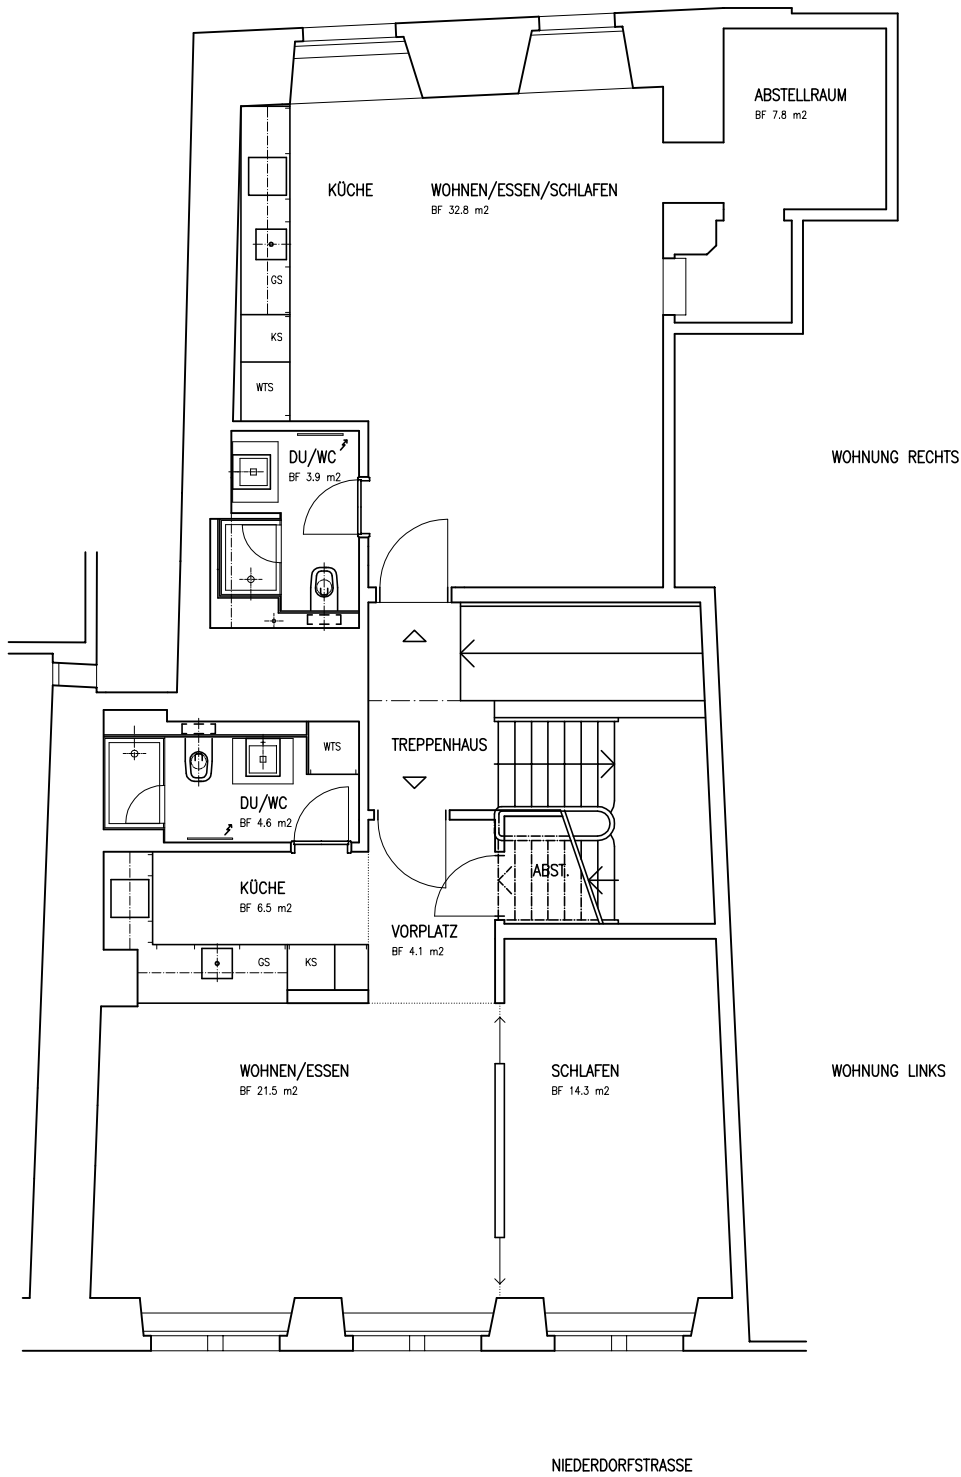 ABSTELLRAUM
BF 7.8 m2
KÜCHE
WOHNEN/ESSEN/SCHLAFEN
BF 32.8 m2
GS
KS
WTS
DU/WC
BF 3.9 m2
WOHNUNG RECHTS
TREPPENHAUS
WTS
DU/WC
BF 4.6 m2
ABST.
KÜCHE
BF 6.5 m2
VORPLATZ
BF 4.1 m2
GS
KS
WOHNEN/ESSEN
BF 21.5 m2
SCHLAFEN
BF 14.3 m2
WOHNUNG LINKS
NIEDERDORFSTRASSE